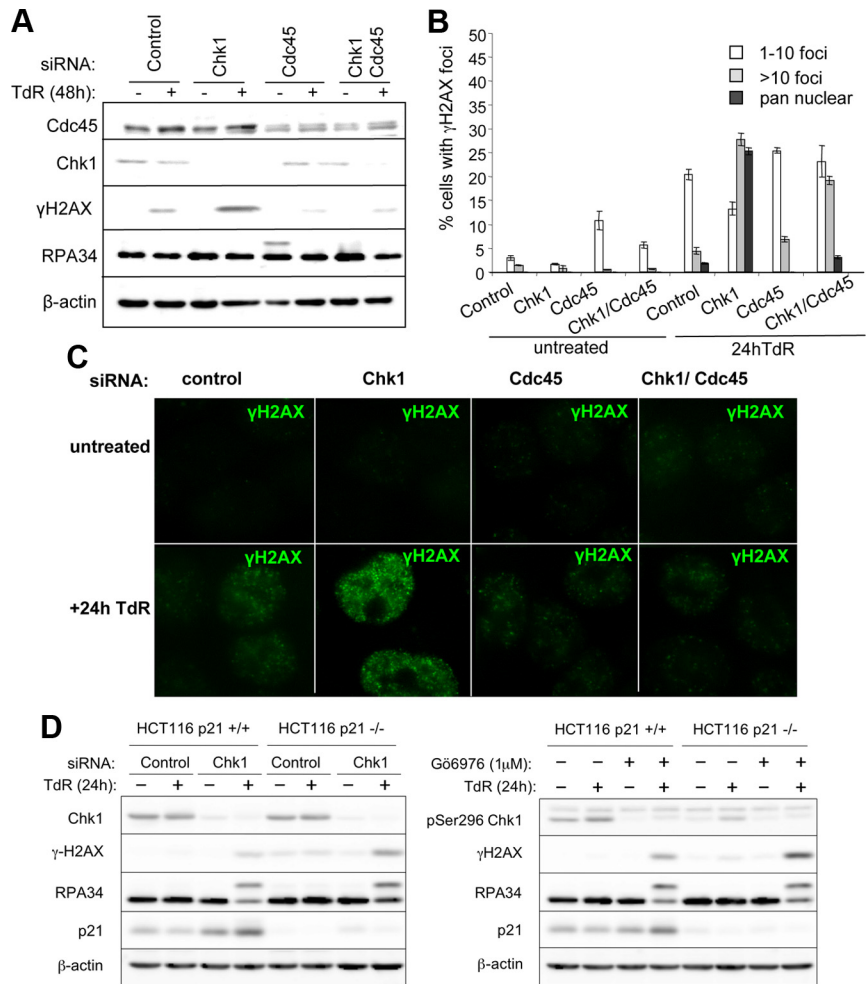 A
siRNA: Control Chk1 Cdc45 Chk1 Cdc45
TdR (48h): - + - + - + - +
Cdc45
Chk1
γH2AX
RPA34
β-actin
B
% cells with γH2AX foci
50
45
40
35
30
25
20
15
10
5
0
1-10 foci
>10 foci
pan nuclear
Control Chk1 Cdc45 Chk1/Cdc45 Control Chk1 Cdc45 Chk1/Cdc45
untreated 24hTdR
C
siRNA: control Chk1 Cdc45 Chk1/ Cdc45
untreated γH2AX γH2AX γH2AX γH2AX
+24h TdR γH2AX γH2AX γH2AX γH2AX
D
HCT116 p21 +/+ HCT116 p21 -/-
siRNA: Control Chk1 Control Chk1
TdR (24h): − + − + − + − +
Chk1
γ-H2AX
RPA34
p21
β-actin
HCT116 p21 +/+ HCT116 p21 -/-
Gö6976 (1μM): − − + + − − + +
TdR (24h): − + − + − + − +
pSer296 Chk1
γH2AX
RPA34
p21
β-actin